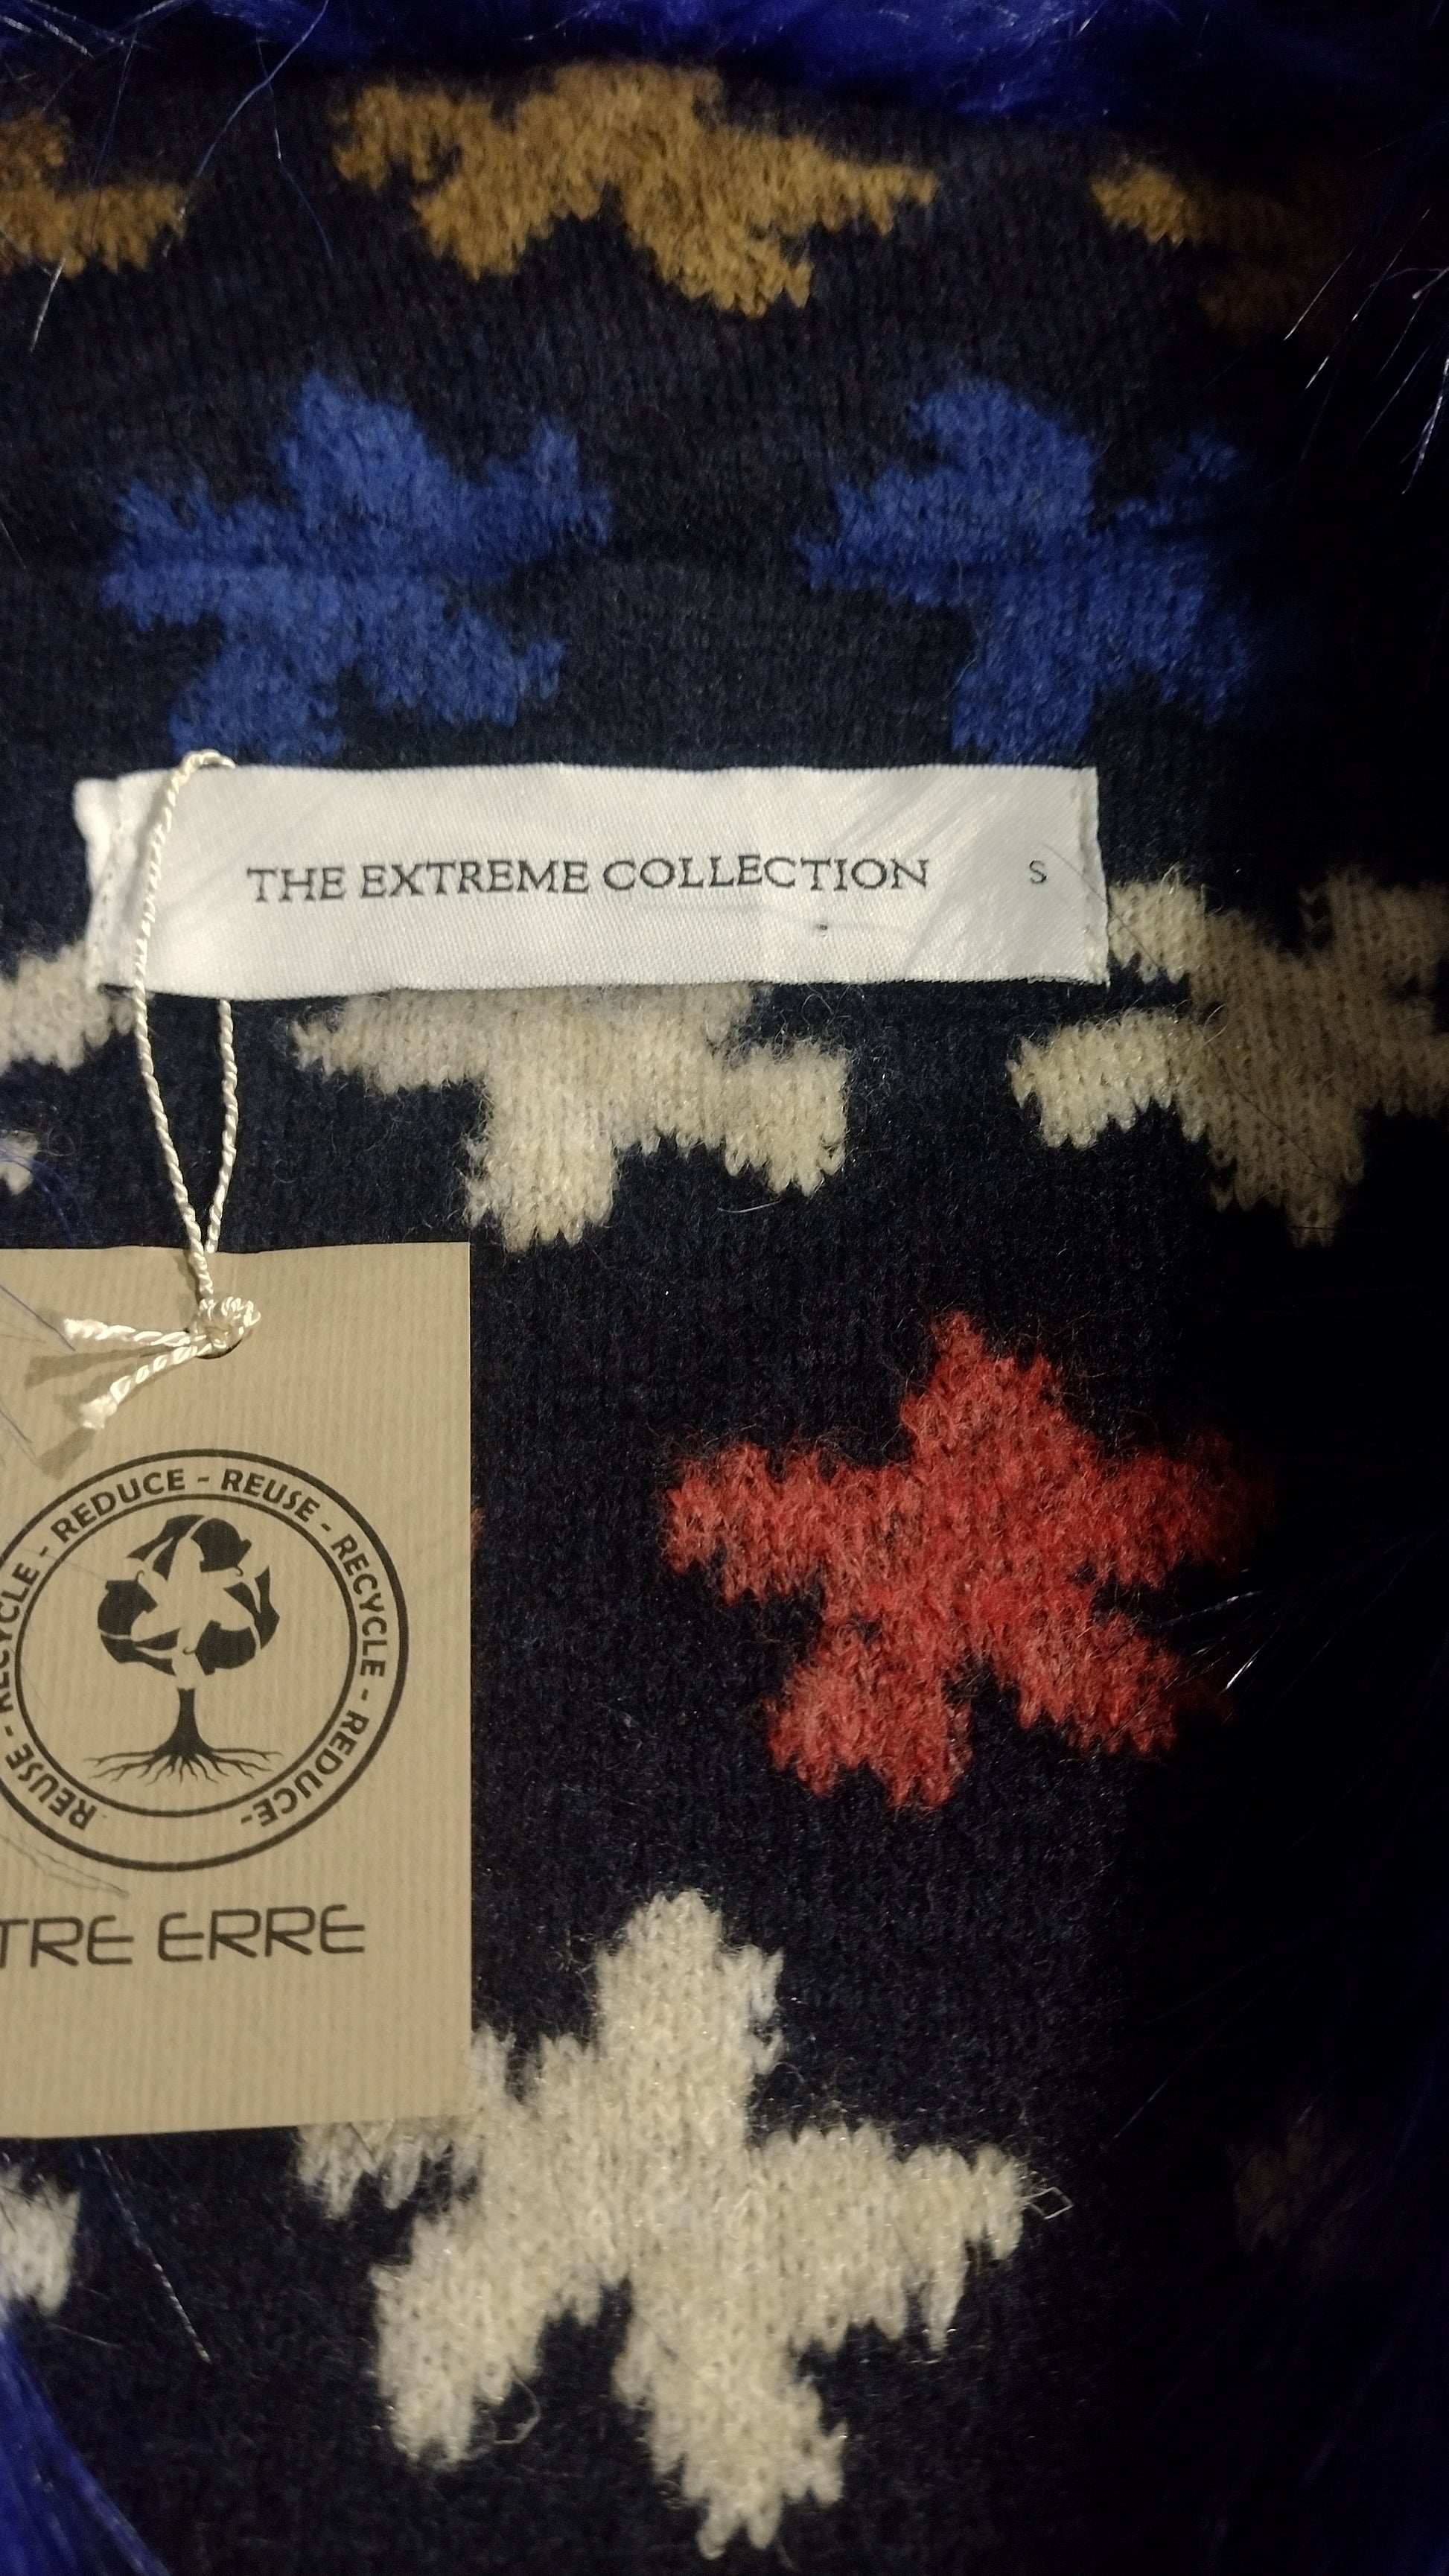 THE EXTREME COLLECTION S
REUSE - RECYCLE - REDUCE - REUSE - RECYCLE - REDUCE -
TRE ERRE